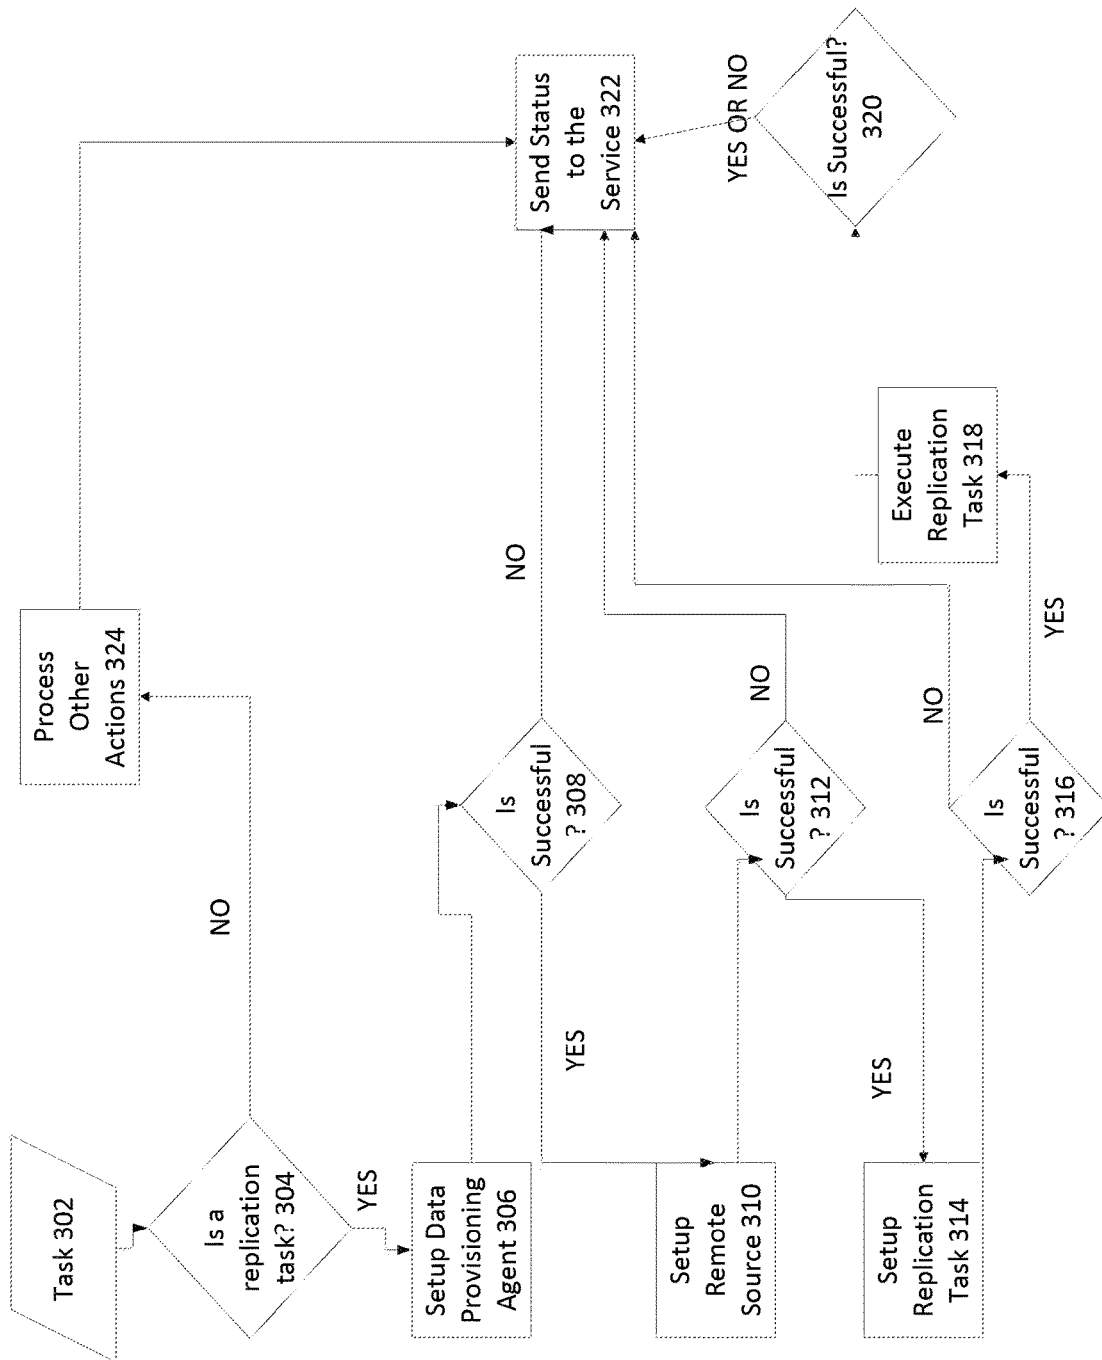 Task 302
Is a
replication
task? 304
YES
NO
Process
Other
Actions 324
Setup Data
Provisioning
Agent 306
Is
Successful
? 308
NO
YES
Setup
Remote
Source 310
Is
Successful
? 312
NO
YES
Setup
Replication
Task 314
Is
Successful
? 316
NO
YES
Execute
Replication
Task 318
Is Successful?
320
YES OR NO
Send Status
to the
Service 322